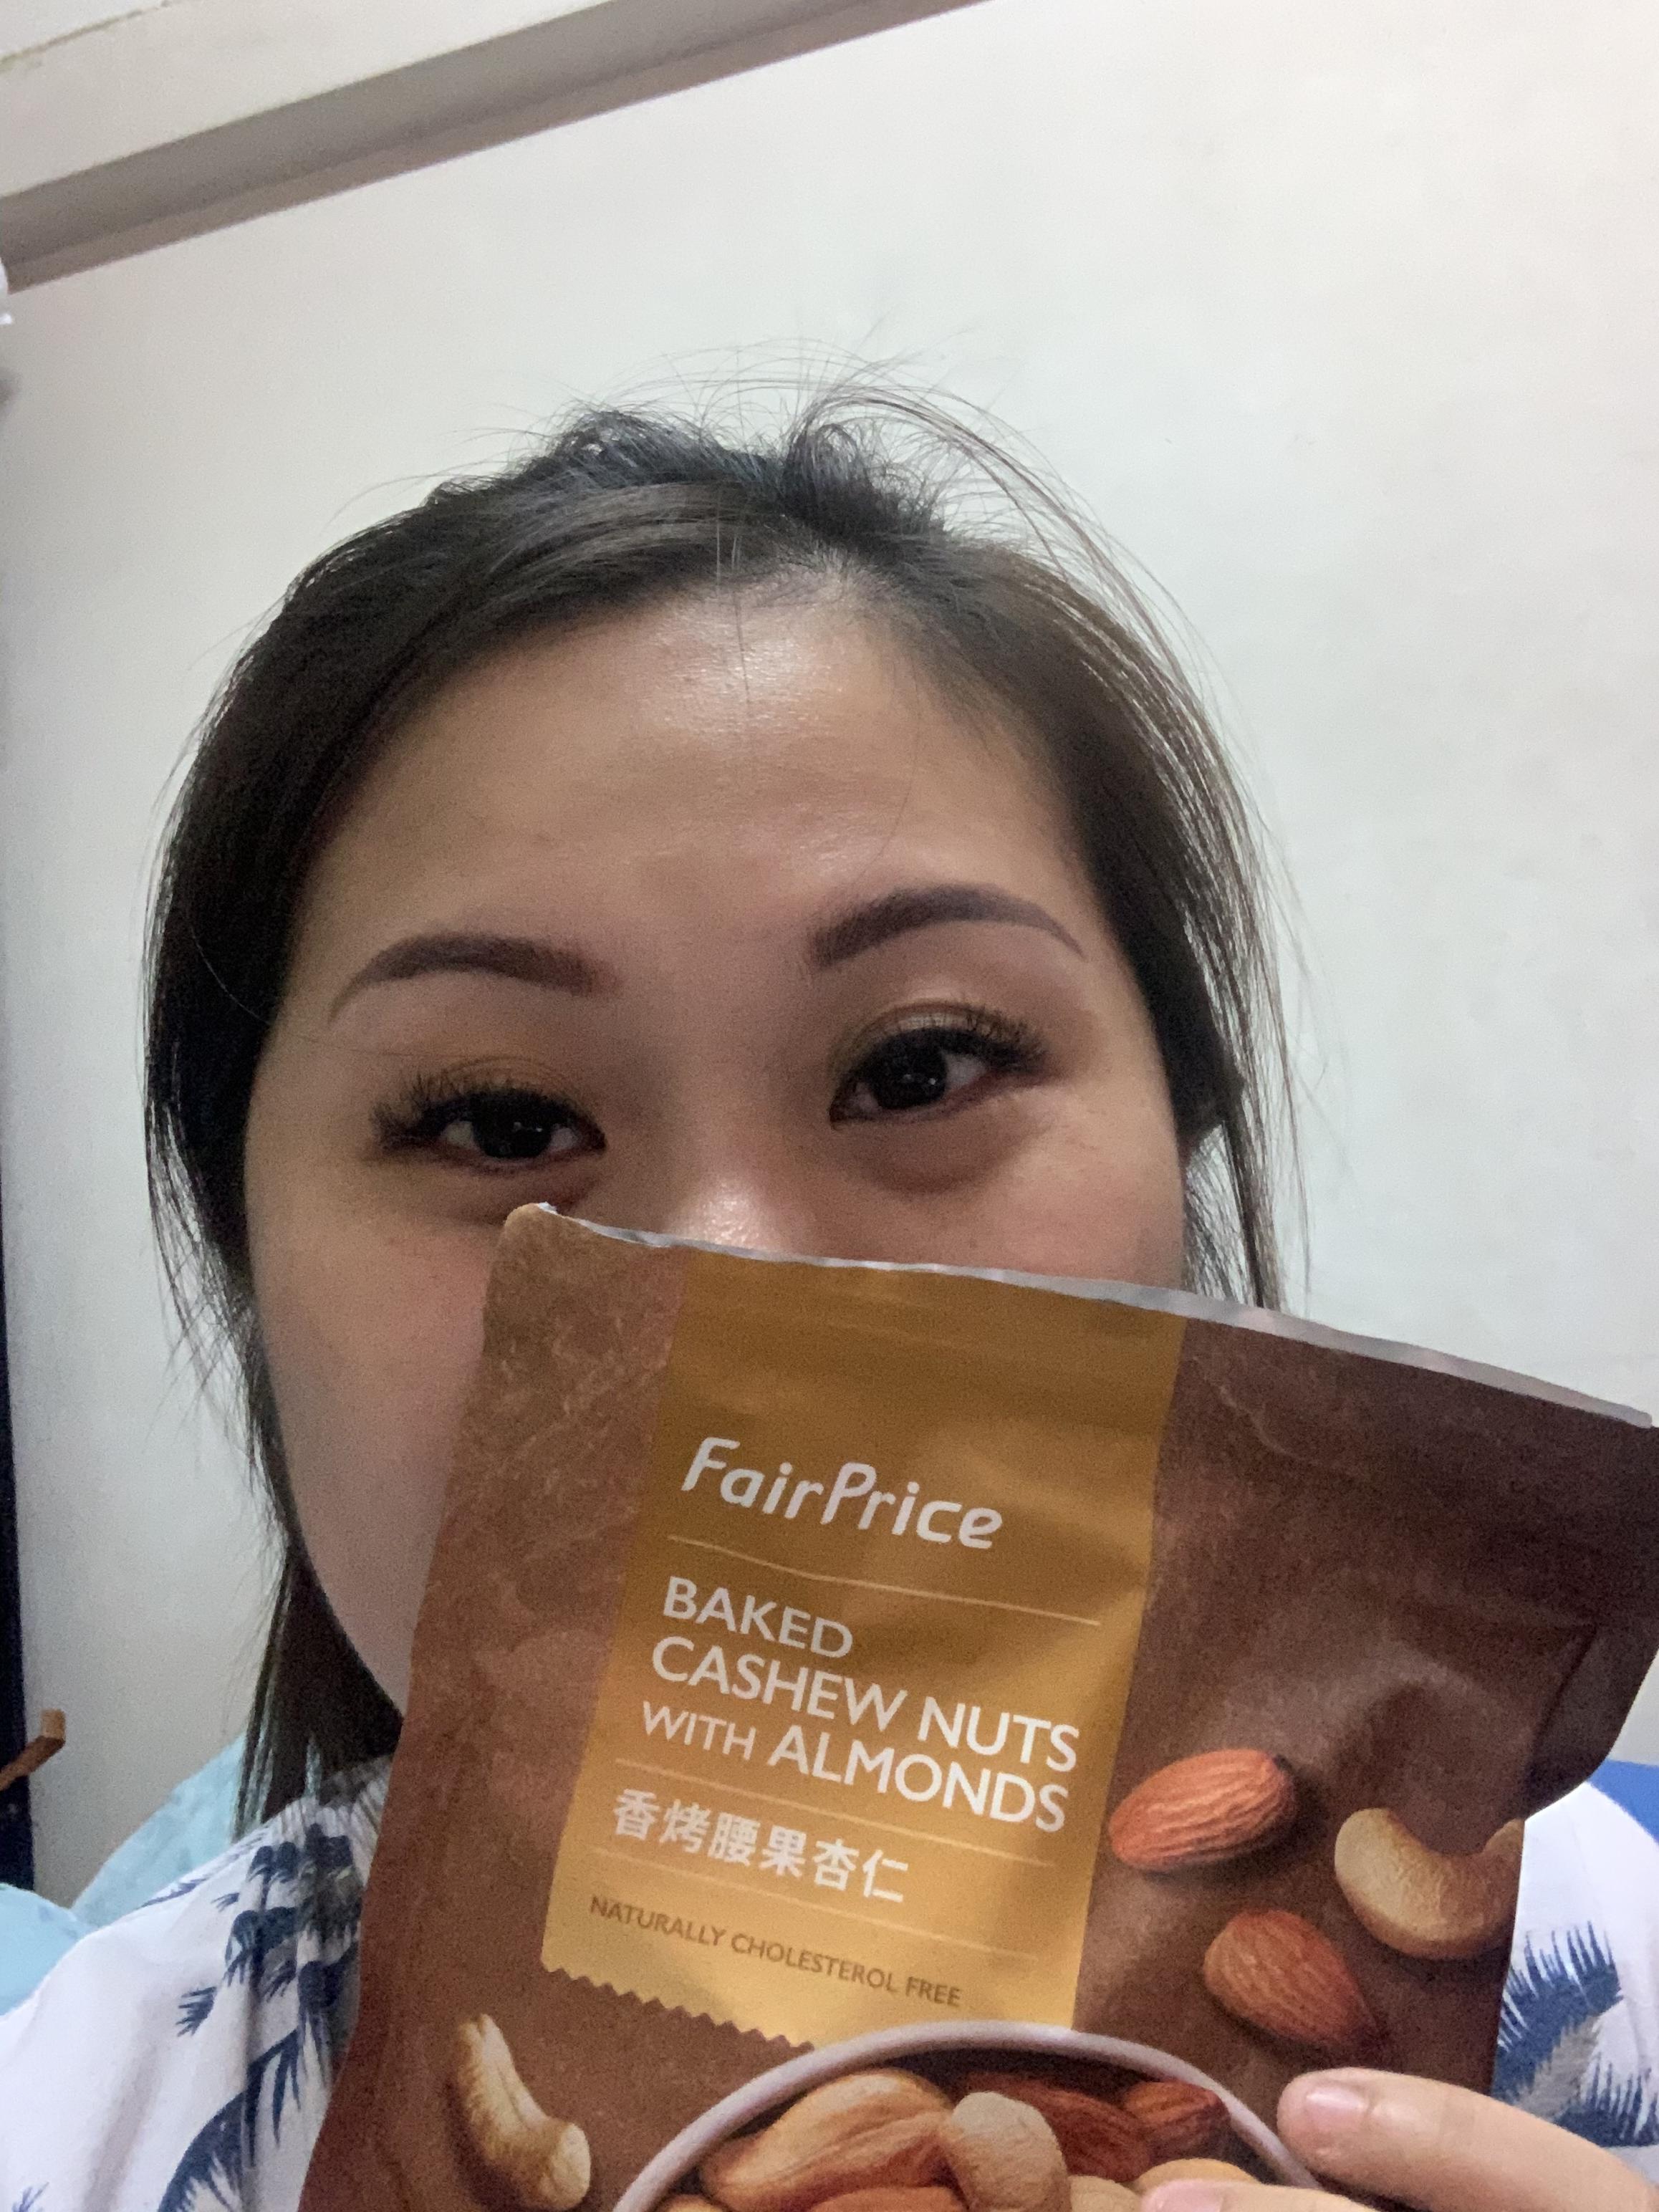 FairPrice
BAKED
CASHEW NUTS
WITH ALMONDS
香烤腰果杏仁
NATURALLY CHOLESTEROL FREE